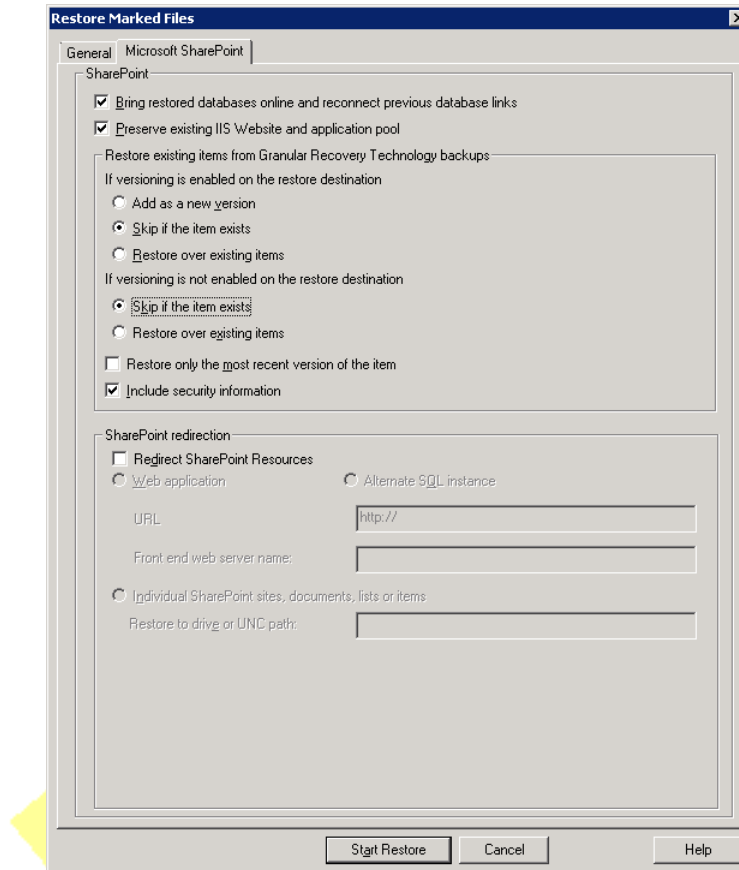 Restore Marked Files
General
Microsoft SharePoint
SharePoint
Bring restored databases online and reconnect previous database links
Preserve existing IIS Website and application pool
Restore existing items from Granular Recovery Technology backups
If versioning is enabled on the restore destination
Add as a new version
Skip if the item exists
Restore over existing items
If versioning is not enabled on the restore destination
Skip if the item exists
Restore over existing items
Restore only the most recent version of the item
Include security information
SharePoint redirection
Redirect SharePoint Resources
Web application
Alternate SQL instance
URL
http://
Front end web server name:
Individual SharePoint sites, documents, lists or items
Restore to drive or UNC path:
Start Restore
Cancel
Help